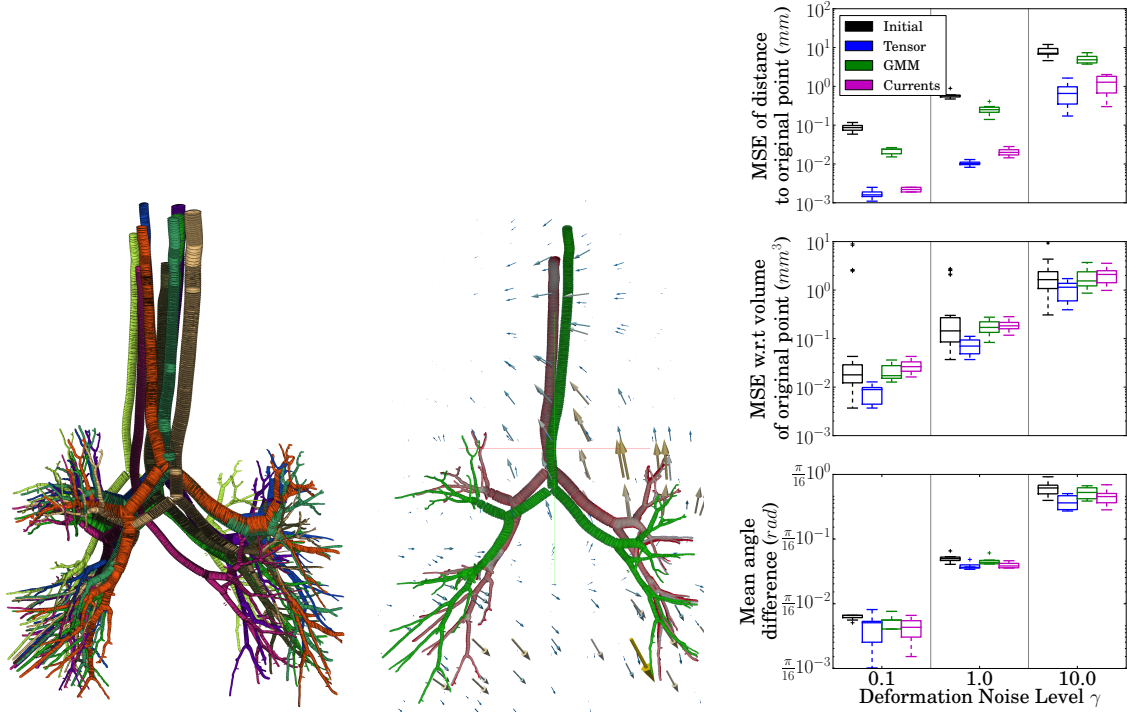 MSE of distance
to original point (mm)
10²
10¹
10⁰
10⁻¹
10⁻²
10⁻³
Initial
Tensor
GMM
Currents
MSE w.r.t volume
of original point (mm³)
10¹
10⁰
10⁻¹
10⁻²
10⁻³
Mean angle
difference (rad)
π/16 10⁰
π/16 10⁻¹
π/16 10⁻²
π/16 10⁻³
0.1 1.0 10.0
Deformation Noise Level γ